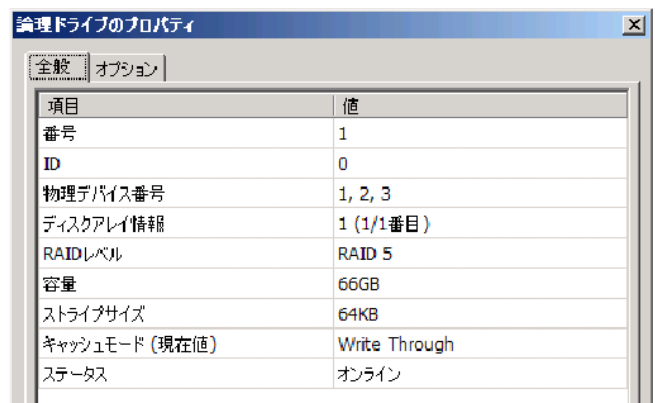 論理ドライブのプロパティ
全般 オプション
項目 値
番号 1
ID 0
物理デバイス番号 1, 2, 3
ディスクアレイ情報 1 (1/1番目)
RAIDレベル RAID 5
容量 66GB
ストライプサイズ 64KB
キャッシュモード (現在値) Write Through
ステータス オンライン